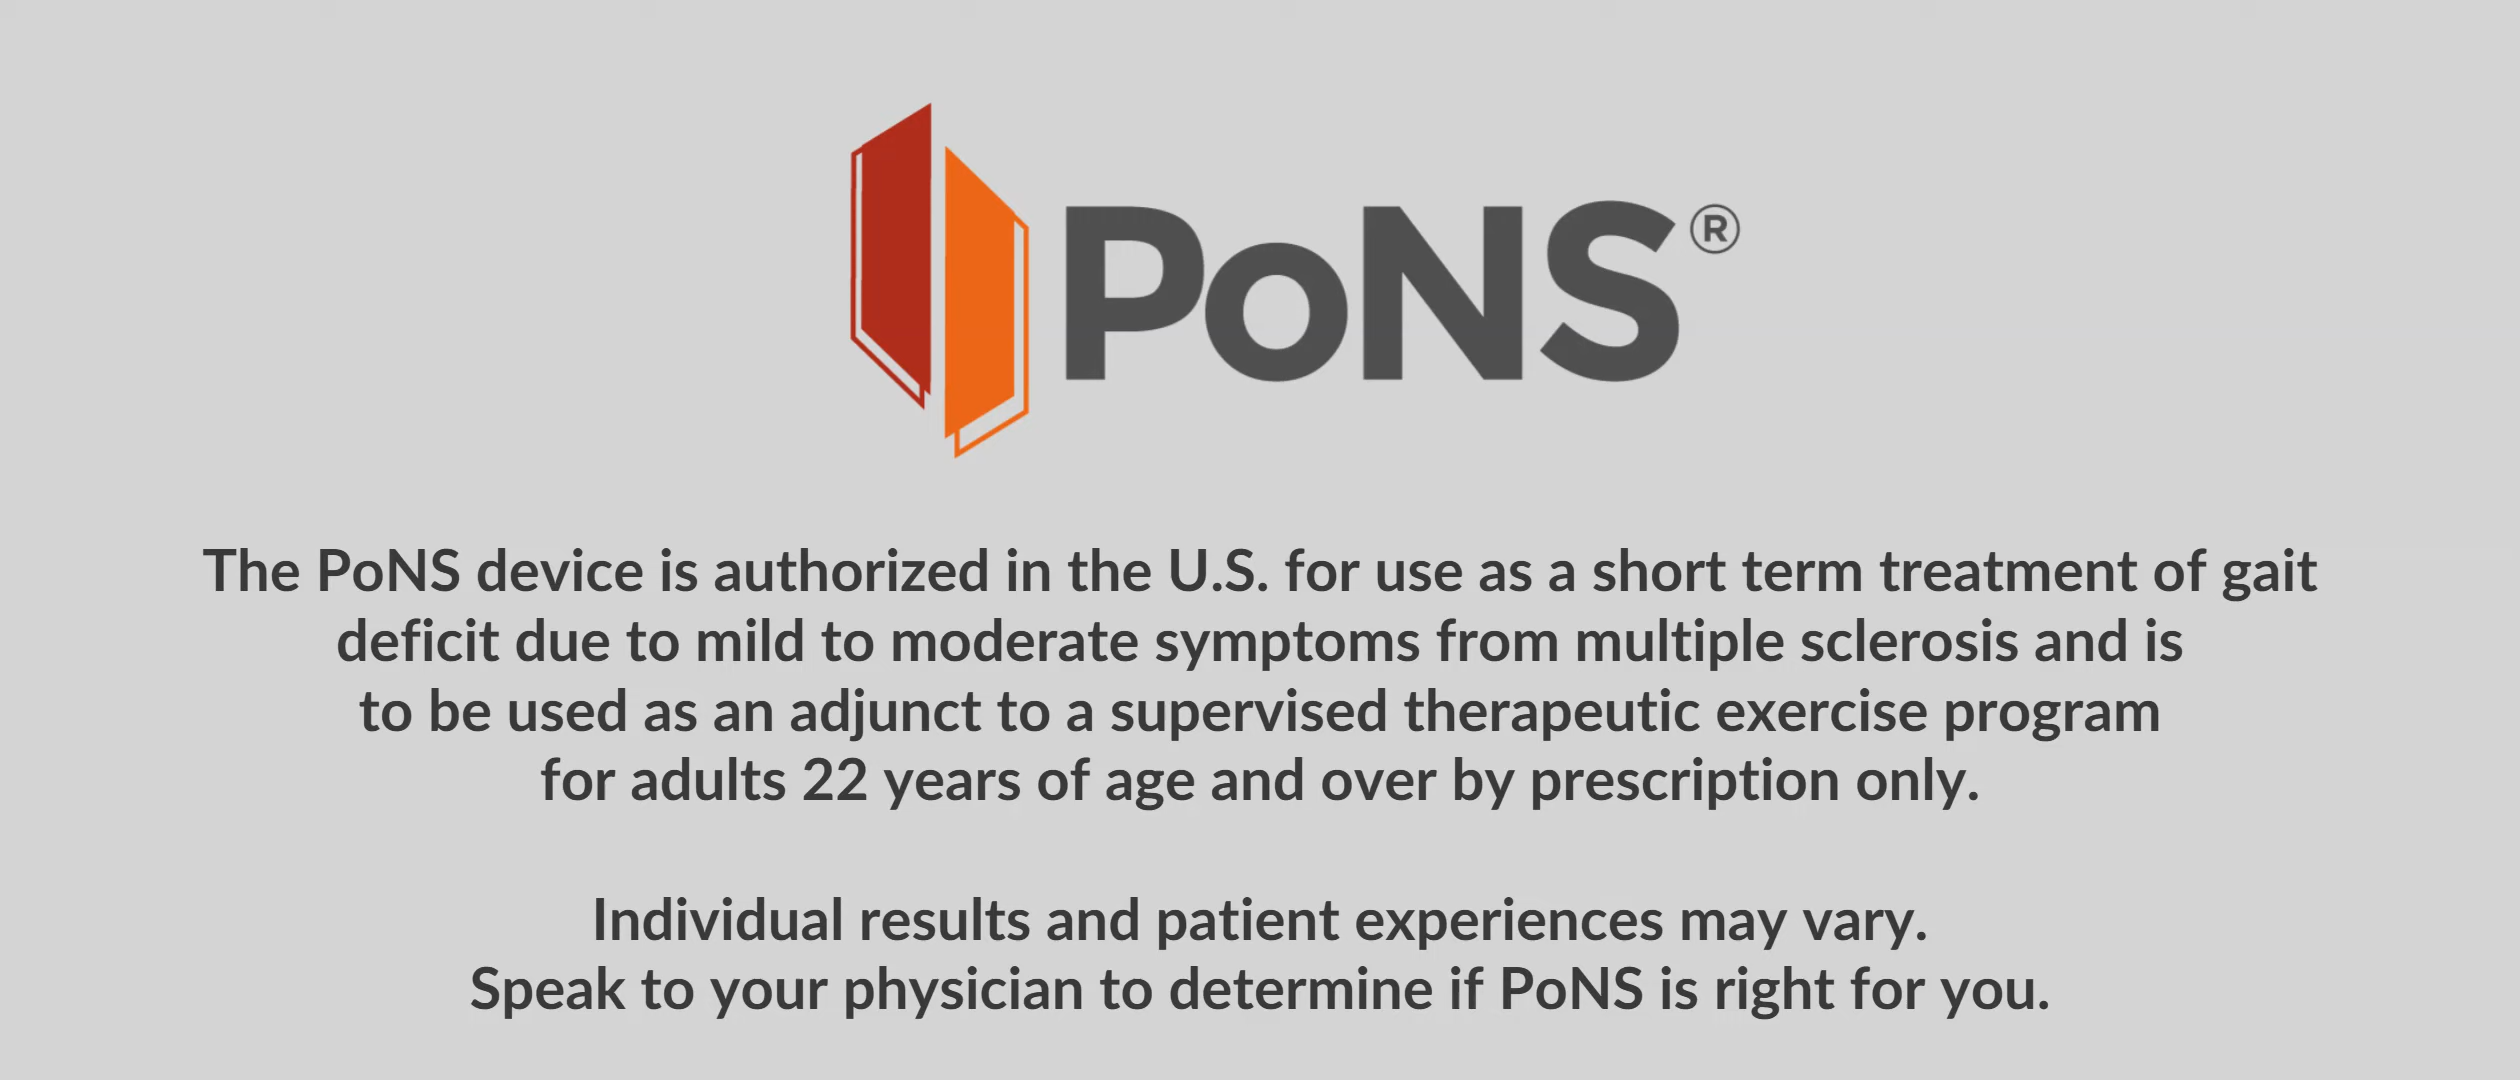 PoNS®
The PoNS device is authorized in the U.S. for use as a short term treatment of gait
deficit due to mild to moderate symptoms from multiple sclerosis and is
to be used as an adjunct to a supervised therapeutic exercise program
for adults 22 years of age and over by prescription only.
Individual results and patient experiences may vary.
Speak to your physician to determine if PoNS is right for you.